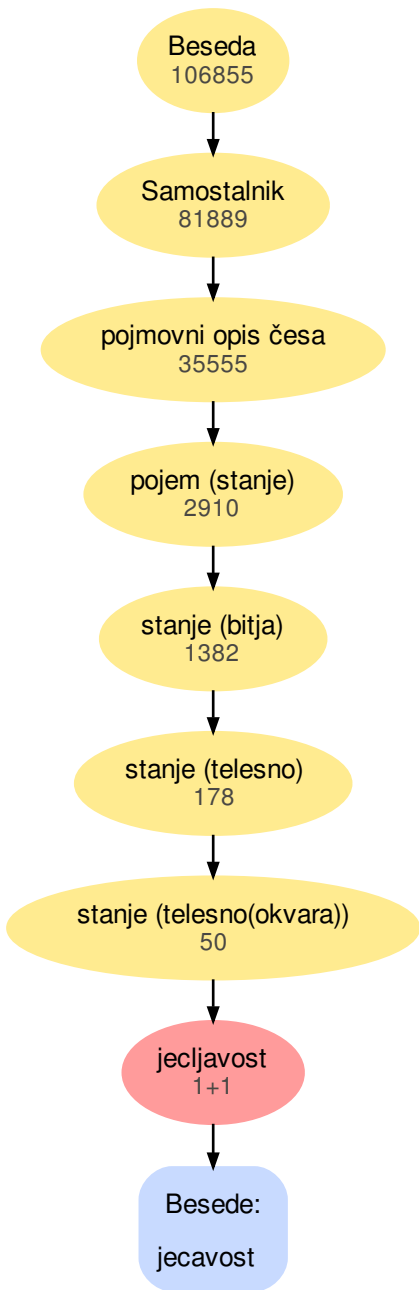 Beseda
106855
Samostalnik
81889
pojmovni opis česa
35555
pojem (stanje)
2910
stanje (bitja)
1382
stanje (telesno)
178
stanje (telesno(okvara))
50
jecljavost
1+1
Besede:
jecavost